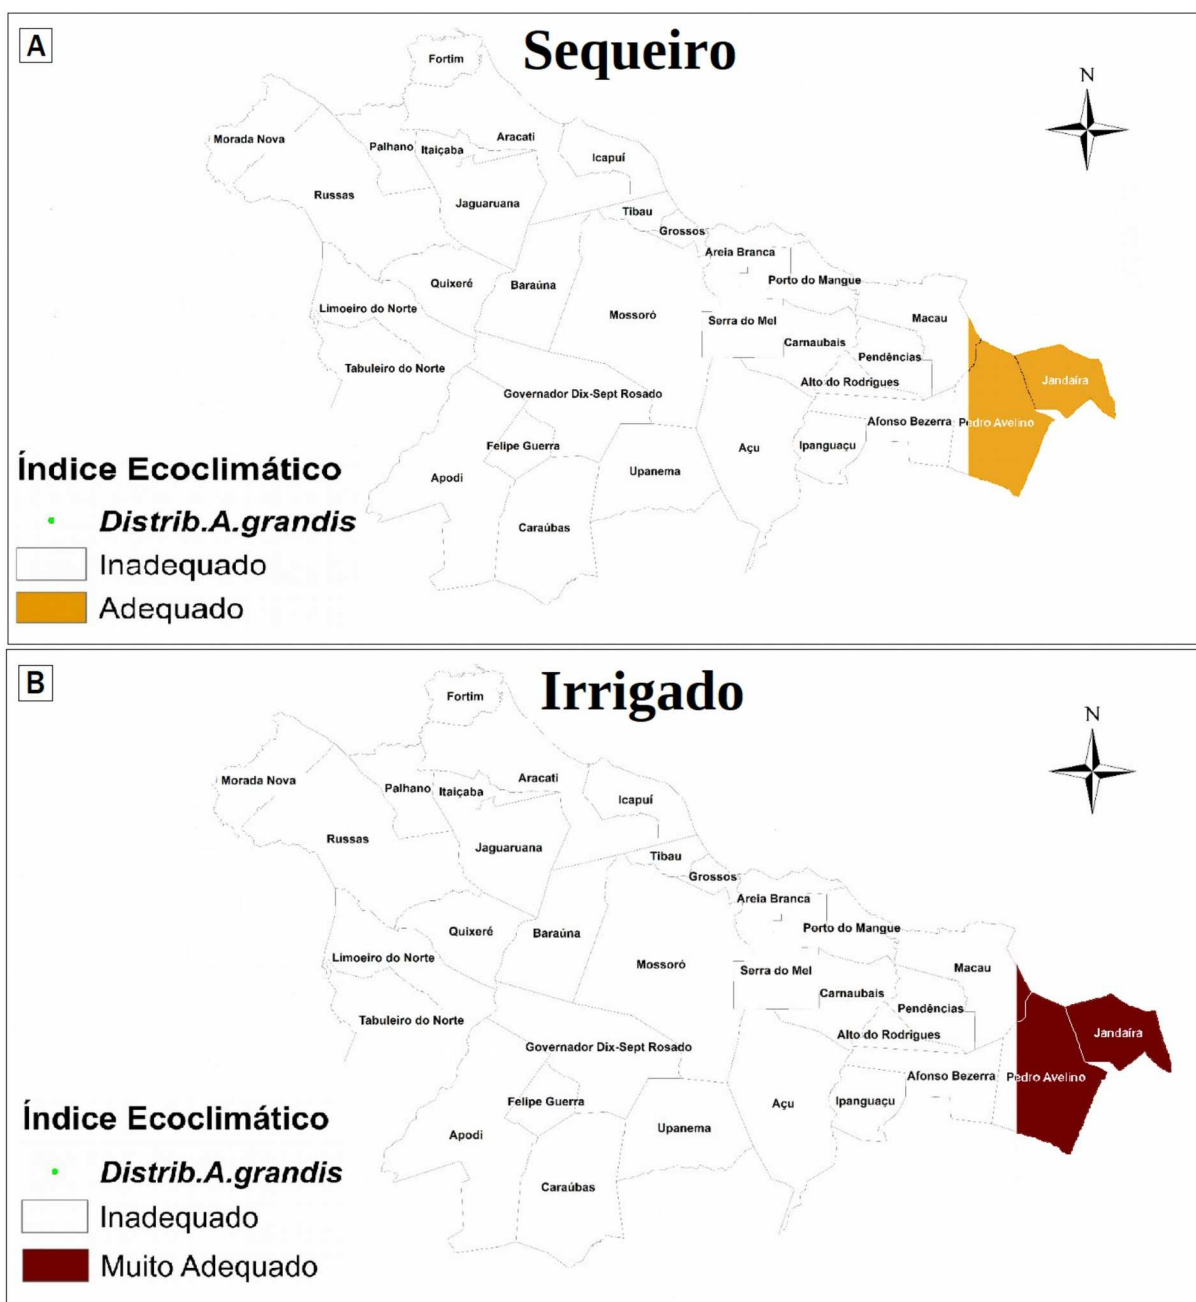 A
Sequeiro
N
Fortim
Morada Nova
Palhano
Itaiçaba
Aracati
Icapuí
Russas
Jaguaruana
Tibau
Grossos
Areia Branca
Porto do Mangue
Quixeré
Baraúna
Limoeiro do Norte
Mossoró
Serra do Mel
Macau
Carnaubais
Pendências
Tabuleiro do Norte
Alto do Rodrigues
Jandaíra
Governador Dix-Sept Rosado
Afonso Bezerra
Pedro Avelino
Felipe Guerra
Açu
Ipanguaçu
Apodi
Upanema
Caraúbas
Índice Ecoclimático
Distrib.A.grandis
Inadequado
Adequado
B
Irrigado
N
Fortim
Morada Nova
Palhano
Itaiçaba
Aracati
Icapuí
Russas
Jaguaruana
Tibau
Grossos
Areia Branca
Porto do Mangue
Quixeré
Baraúna
Limoeiro do Norte
Mossoró
Serra do Mel
Macau
Carnaubais
Pendências
Tabuleiro do Norte
Alto do Rodrigues
Jandaíra
Governador Dix-Sept Rosado
Afonso Bezerra
Pedro Avelino
Felipe Guerra
Açu
Ipanguaçu
Apodi
Upanema
Caraúbas
Índice Ecoclimático
Distrib.A.grandis
Inadequado
Muito Adequado